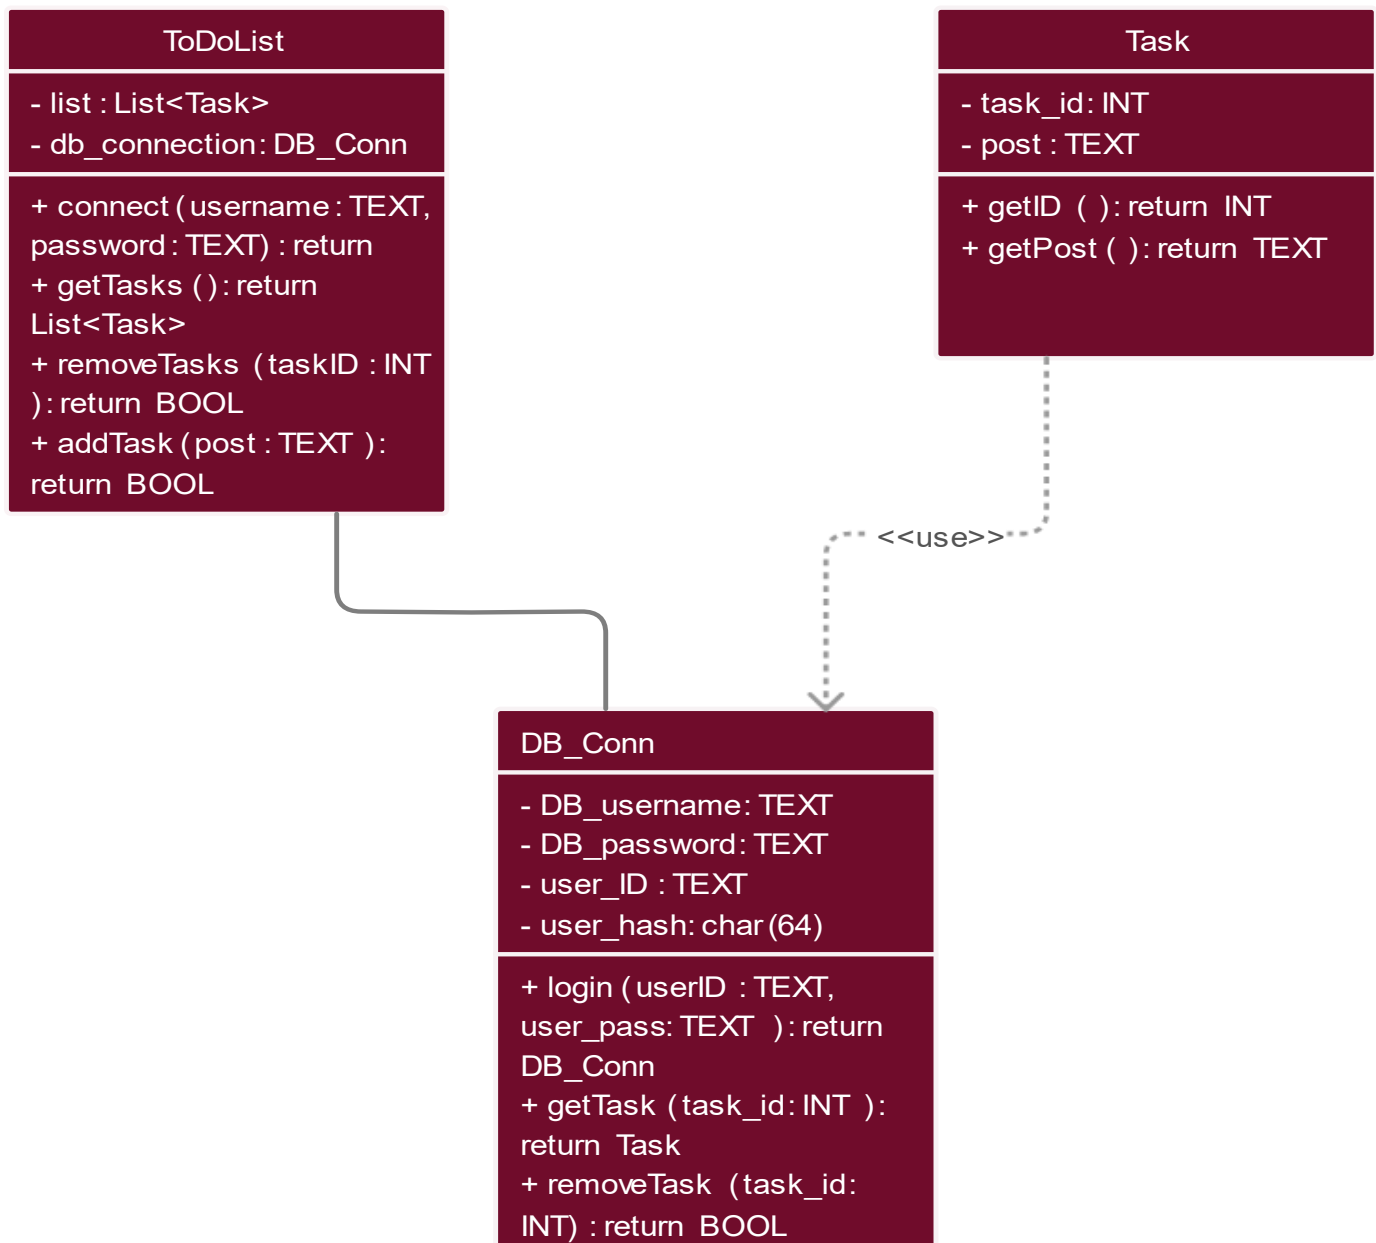 ToDoList
- list : List<Task>
- db_connection: DB_Conn
+ connect (username : TEXT,
password : TEXT) : return
+ getTasks ( ): return
List<Task>
+ removeTasks (taskID : INT
): return BOOL
+ addTask (post : TEXT ):
return BOOL
Task
- task_id: INT
- post : TEXT
+ getID ( ): return INT
+ getPost ( ): return TEXT
<<use>>
DB_Conn
- DB_username: TEXT
- DB_password: TEXT
- user_ID : TEXT
- user_hash: char (64)
+ login (userID : TEXT,
user_pass: TEXT ): return
DB_Conn
+ getTask (task_id: INT ):
return Task
+ removeTask (task_id:
INT) : return BOOL